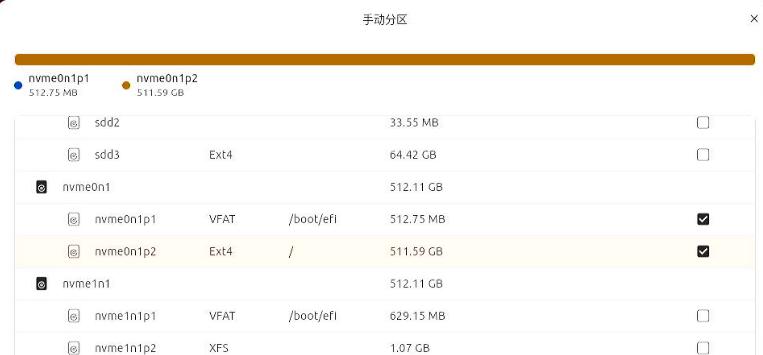 手动分区
nvme0n1p1
512.75 MB
nvme0n1p2
511.59 GB
sdd2 33.55 MB
sdd3 Ext4 64.42 GB
nvme0n1 512.11 GB
nvme0n1p1 VFAT /boot/efi 512.75 MB
nvme0n1p2 Ext4 / 511.59 GB
nvme1n1 512.11 GB
nvme1n1p1 VFAT /boot/efi 629.15 MB
nvme1n1p2 XFS 1.07 GB